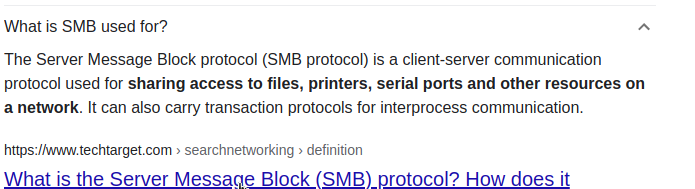 What is SMB used for?
The Server Message Block protocol (SMB protocol) is a client-server communication
protocol used for sharing access to files, printers, serial ports and other resources on
a network. It can also carry transaction protocols for interprocess communication.
https://www.techtarget.com › searchnetworking › definition
What is the Server Message Block (SMB) protocol? How does it